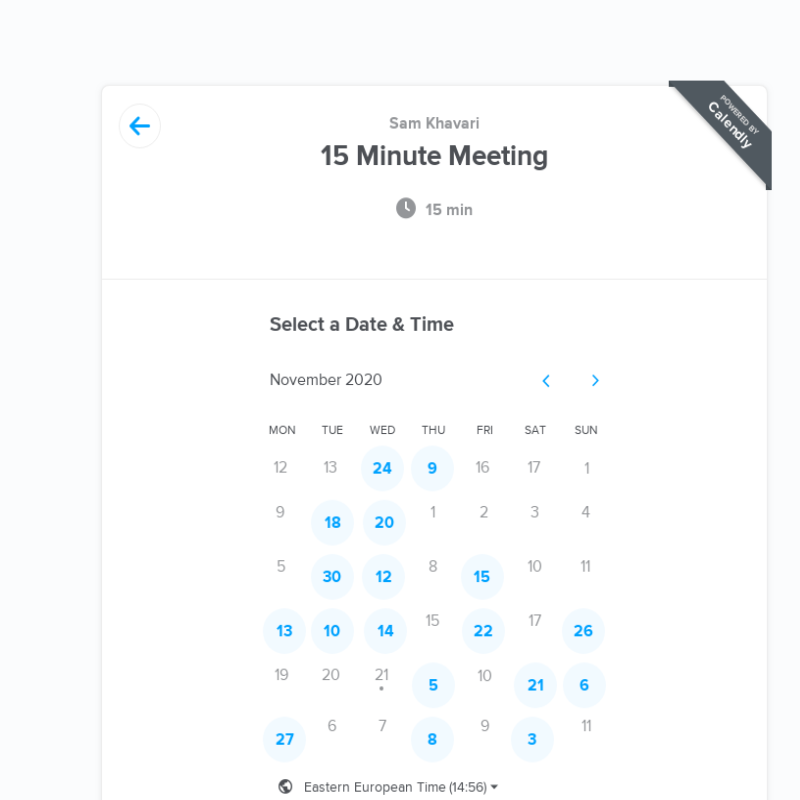 POWERED BY
Calendly
Sam Khavari
15 Minute Meeting
15 min
Select a Date & Time
November 2020
MON TUE WED THU FRI SAT SUN
12 13 24 9 16 17 1
9 18 20 1 2 3 4
5 30 12 8 15 10 11
13 10 14 15 22 17 26
19 20 21 5 10 21 6
27 6 7 8 9 3 11
Eastern European Time (14:56)